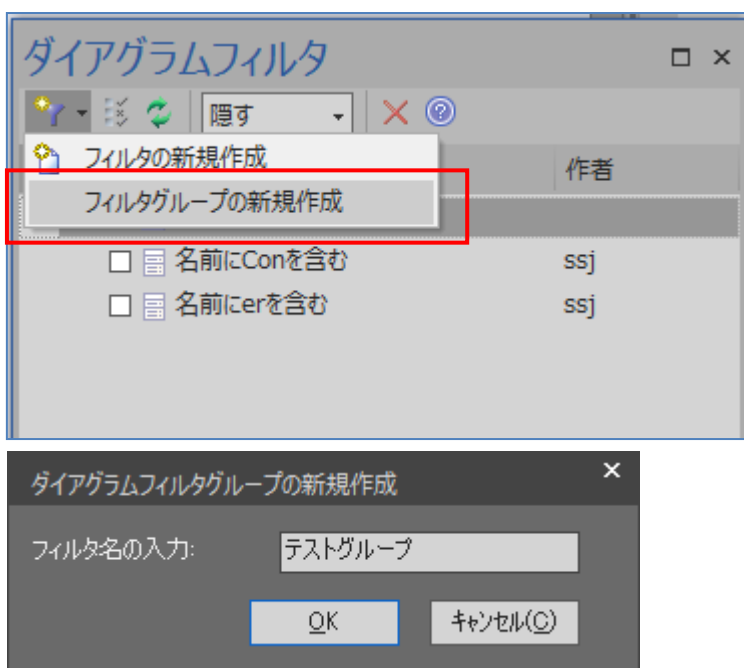 ダイアグラムフィルタ
隠す
フィルタの新規作成
作者
フィルタグループの新規作成
名前にConを含む ssj
名前にerを含む ssj
ダイアグラムフィルタグループの新規作成
フィルタ名の入力: テストグループ
OK キャンセル(C)